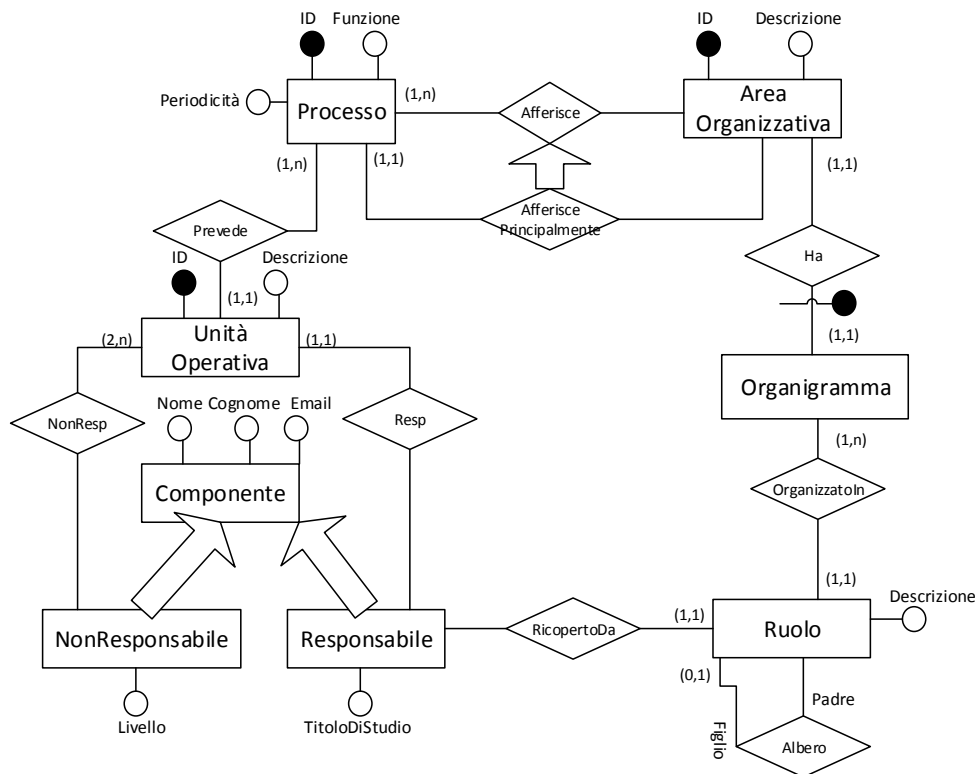 ID
Funzione
ID
Descrizione
Periodicità
Processo
(1,n)
Afferisce
Area
Organizzativa
(1,n)
(1,1)
(1,1)
Afferisce
Principalmente
Prevede
Ha
ID
Descrizione
(1,1)
(2,n)
Unità
Operativa
(1,1)
(1,1)
Organigramma
Nome
Cognome
Email
NonResp
Resp
(1,n)
Componente
OrganizzatoIn
(1,1)
Descrizione
NonResponsabile
Responsabile
RicopertoDa
(1,1)
Ruolo
(0,1)
Padre
Livello
TitoloDiStudio
Figlio
Albero